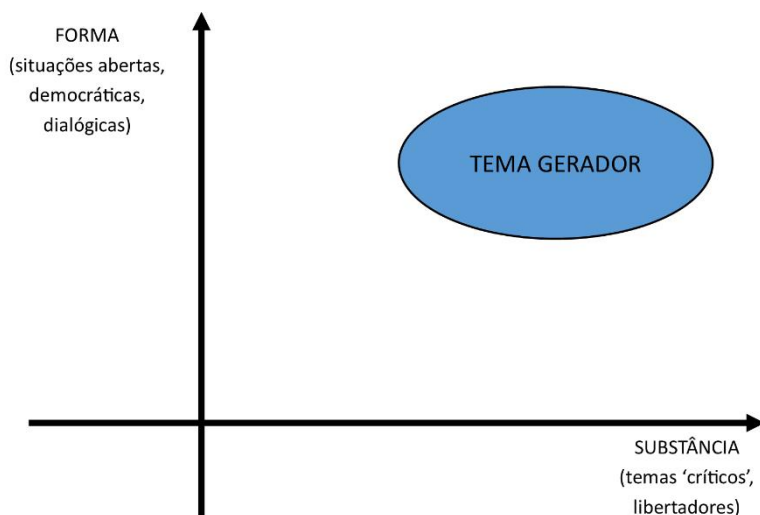 FORMA
(situações abertas,
democráticas,
dialógicas)
TEMA GERADOR
SUBSTÂNCIA
(temas ‘críticos’,
libertadores)